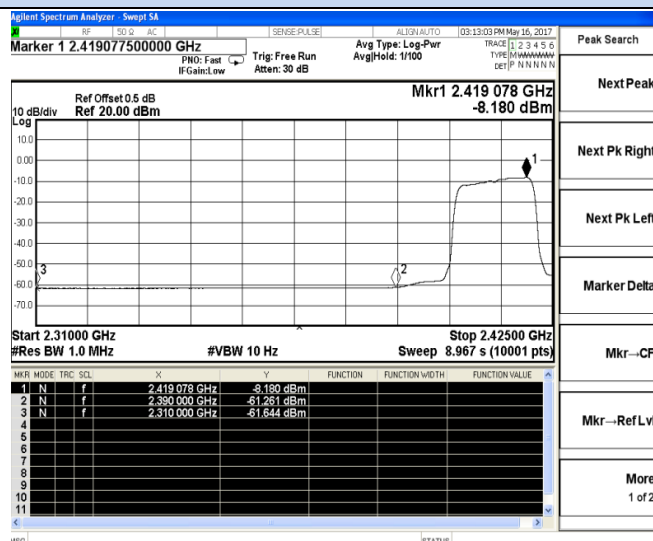 Agilent Spectrum Analyzer - Swept SA
RF 50 Ω AC SENSE:PULSE ALIGNAUTO 03:13:03 PM May 16, 2017
Marker 1 2.419077500000 GHz
PNO: Fast
IFGain:Low
Trig: Free Run
Atten: 30 dB
Avg Type: Log-Pwr
Avg|Hold: 1/100
TRACE 1 2 3 4 5 6
TYPE M
DET P N N N N N
Peak Search
Ref Offset 0.5 dB
10 dB/div Ref 20.00 dBm
Log
Mkr1 2.419 078 GHz
-8.180 dBm
10.0
0.00
-10.0
-20.0
-30.0
-40.0
-50.0
-60.0
-70.0
1
2
3
Start 2.31000 GHz Stop 2.42500 GHz
#Res BW 1.0 MHz #VBW 10 Hz Sweep 8.967 s (10001 pts)
MKR MODE TRC SCL X Y FUNCTION FUNCTION WIDTH FUNCTION VALUE
1 N f 2.419 078 GHz -8.180 dBm
2 N f 2.390 000 GHz -61.261 dBm
3 N f 2.310 000 GHz -61.644 dBm
4
5
6
7
8
9
10
11
Next Peak
Next Pk Right
Next Pk Left
Marker Delta
Mkr→CF
Mkr→Ref Lvl
More
1 of 2
MSG STATUS